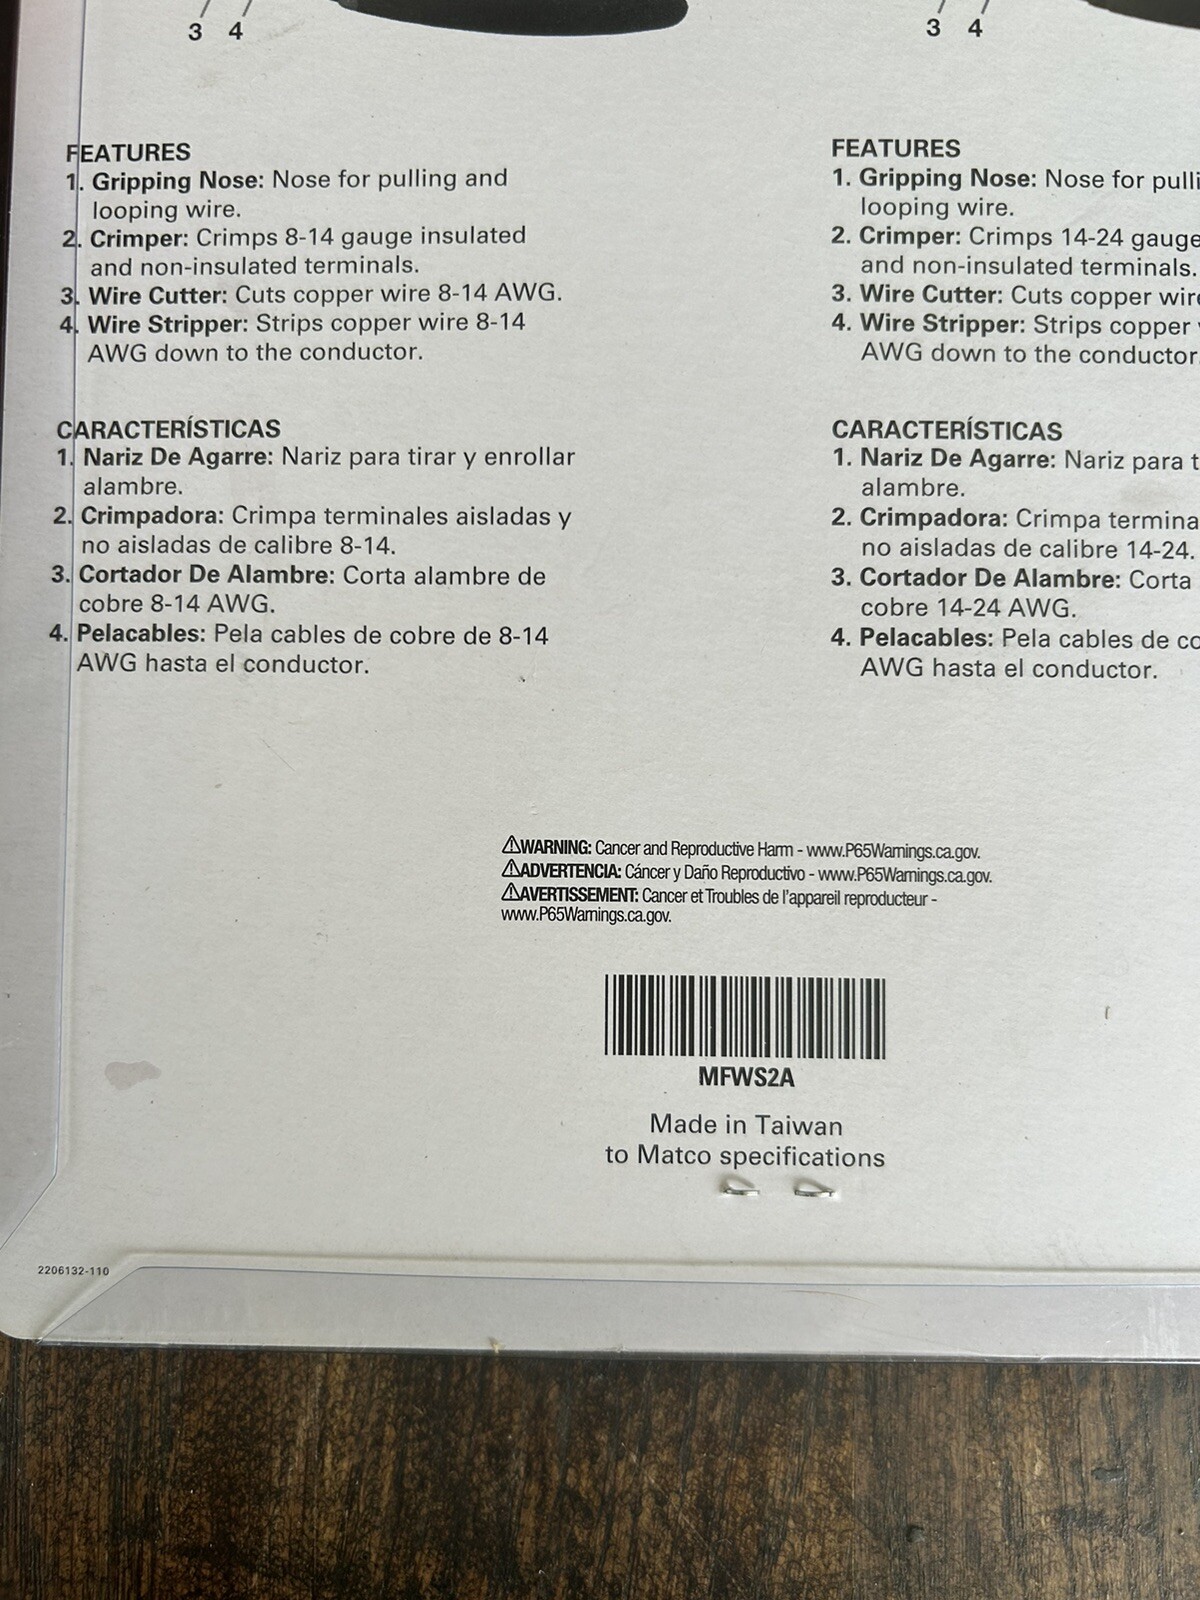 3 4
3 4
FEATURES
1. Gripping Nose: Nose for pulling and
looping wire.
2. Crimper: Crimps 8-14 gauge insulated
and non-insulated terminals.
3. Wire Cutter: Cuts copper wire 8-14 AWG.
4. Wire Stripper: Strips copper wire 8-14
AWG down to the conductor.
CARACTERÍSTICAS
1. Nariz De Agarre: Nariz para tirar y enrollar
alambre.
2. Crimpadora: Crimpa terminales aisladas y
no aisladas de calibre 8-14.
3. Cortador De Alambre: Corta alambre de
cobre 8-14 AWG.
4. Pelacables: Pela cables de cobre de 8-14
AWG hasta el conductor.
FEATURES
1. Gripping Nose: Nose for pulli
looping wire.
2. Crimper: Crimps 14-24 gauge
and non-insulated terminals.
3. Wire Cutter: Cuts copper wire
4. Wire Stripper: Strips copper
AWG down to the conductor.
CARACTERÍSTICAS
1. Nariz De Agarre: Nariz para t
alambre.
2. Crimpadora: Crimpa termina
no aisladas de calibre 14-24.
3. Cortador De Alambre: Corta
cobre 14-24 AWG.
4. Pelacables: Pela cables de co
AWG hasta el conductor.
⚠WARNING: Cancer and Reproductive Harm - www.P65Warnings.ca.gov.
⚠ADVERTENCIA: Cáncer y Daño Reproductivo - www.P65Warnings.ca.gov.
⚠AVERTISSEMENT: Cancer et Troubles de l'appareil reproducteur -
www.P65Warnings.ca.gov.
MFWS2A
Made in Taiwan
to Matco specifications
2206132-110